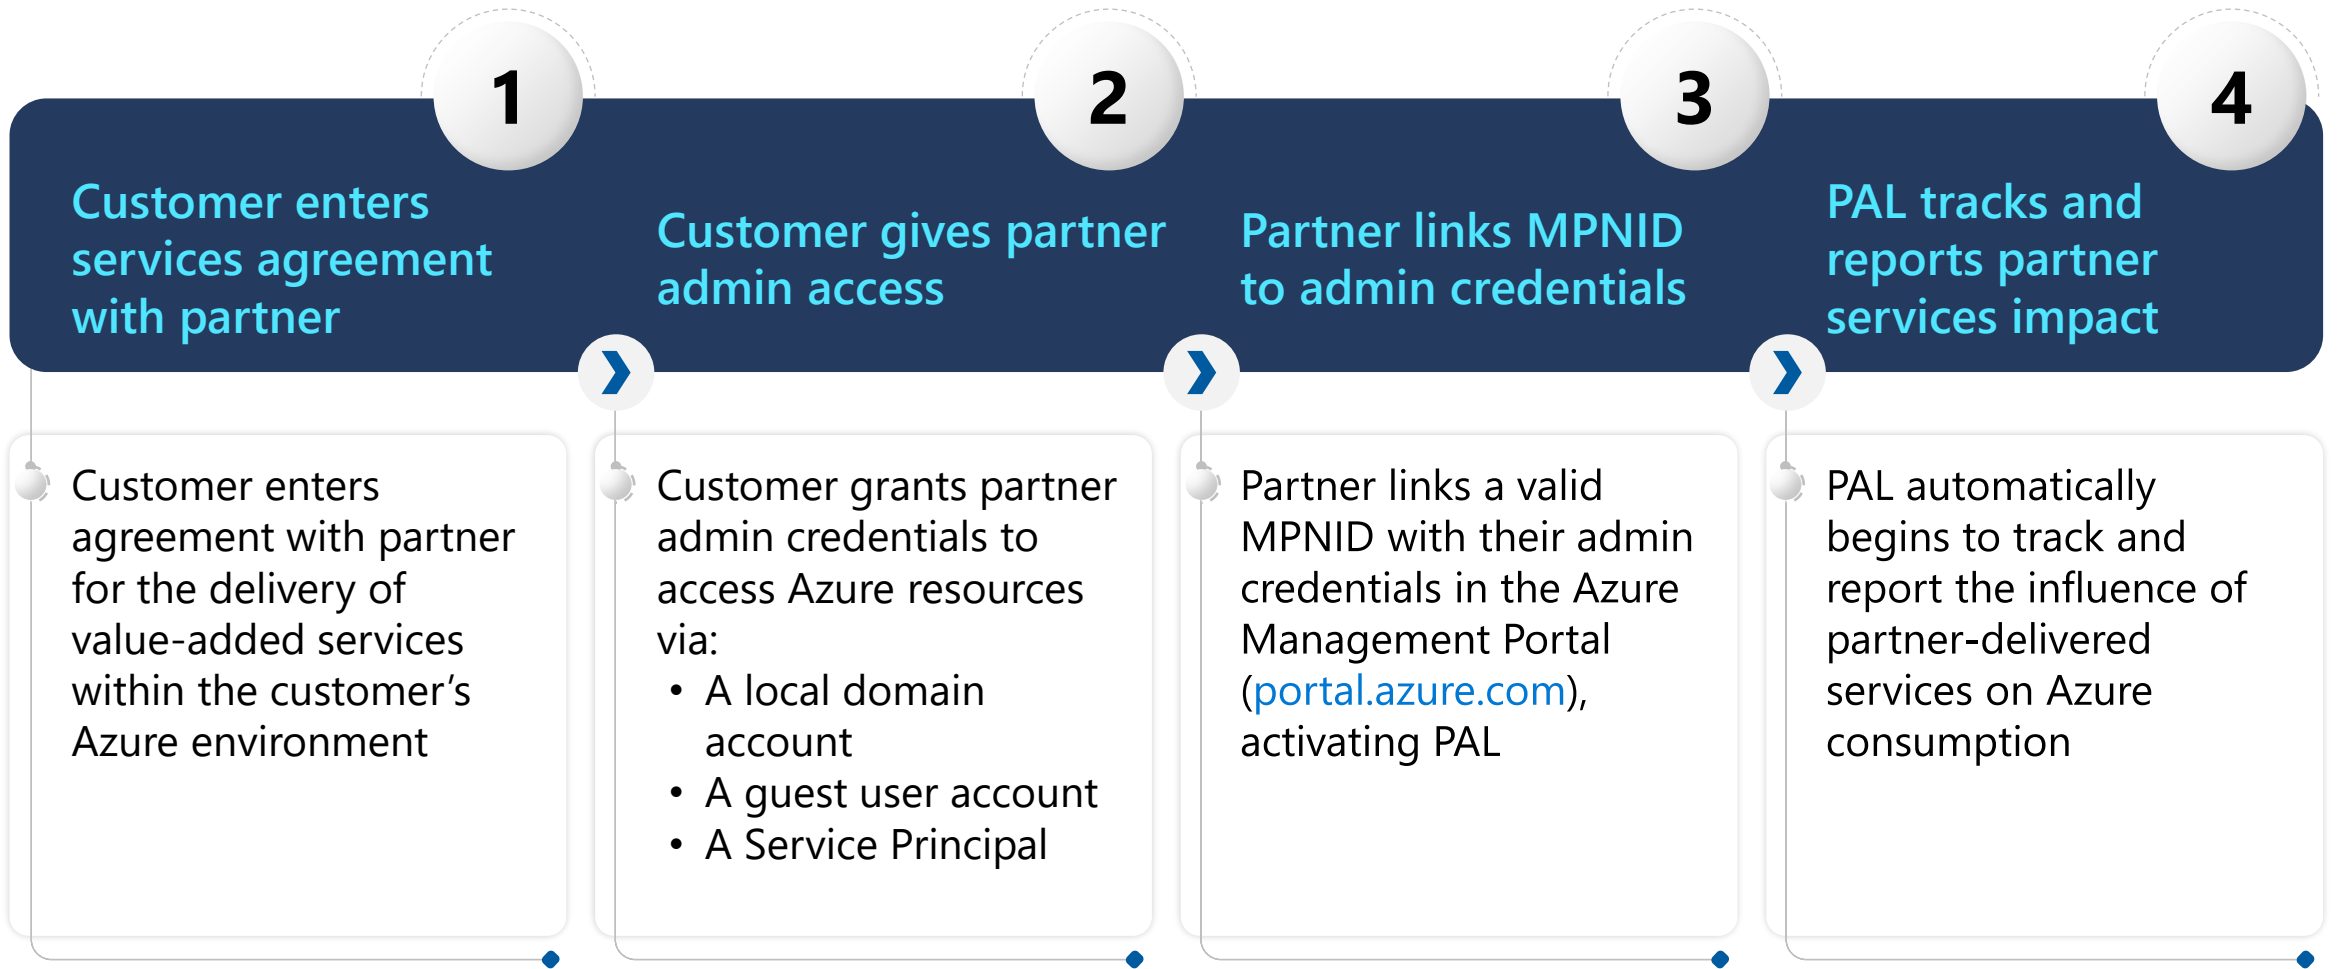 1
Customer enters
services agreement
with partner
2
Customer gives partner
admin access
3
Partner links MPNID
to admin credentials
4
PAL tracks and
reports partner
services impact
Customer enters
agreement with partner
for the delivery of
value-added services
within the customer’s
Azure environment
Customer grants partner
admin credentials to
access Azure resources
via:
• A local domain
account
• A guest user account
• A Service Principal
Partner links a valid
MPNID with their admin
credentials in the Azure
Management Portal
(portal.azure.com),
activating PAL
PAL automatically
begins to track and
report the influence of
partner-delivered
services on Azure
consumption